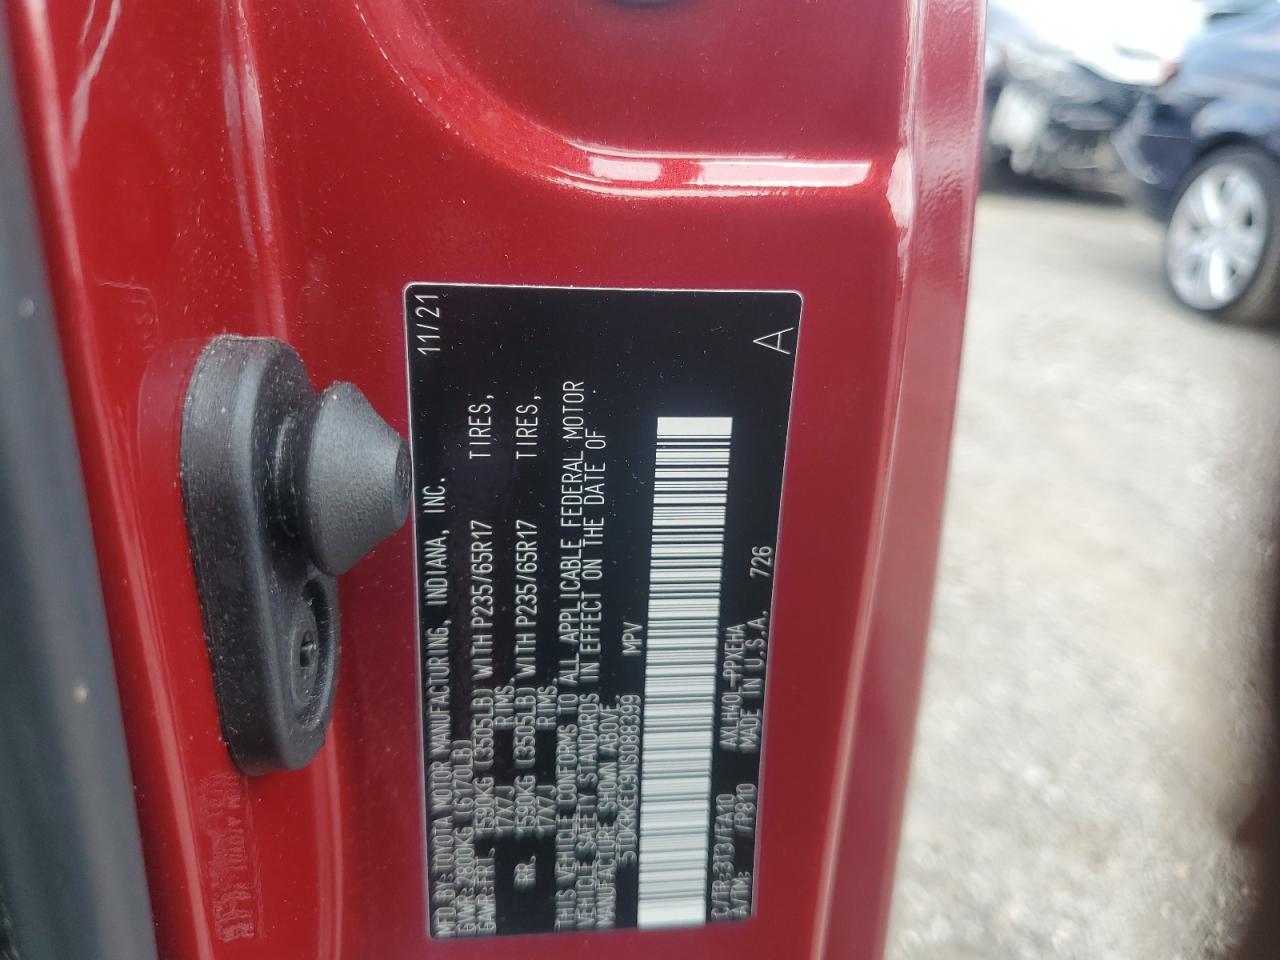 MFD BY: TOYOTA MOTOR MANUFACTURING, INDIANA, INC. 11/21
GVWR: 2800KG (6170LB)
GAWR: FRT. 1590KG (3505LB) WITH P235/65R17 TIRES,
17X7J RIMS,
RR. 1590KG (3505LB) WITH P235/65R17 TIRES,
17X7J RIMS,
THIS VEHICLE CONFORMS TO ALL APPLICABLE FEDERAL MOTOR
VEHICLE SAFETY STANDARDS IN EFFECT ON THE DATE OF
MANUFACTURE SHOWN ABOVE.
5TDKRKEC9NS088399 MPV
C/TR: 3T3/FA10 AXLH40L-PPXEHA
A/TM: /P810 MADE IN U.S.A. 726
A